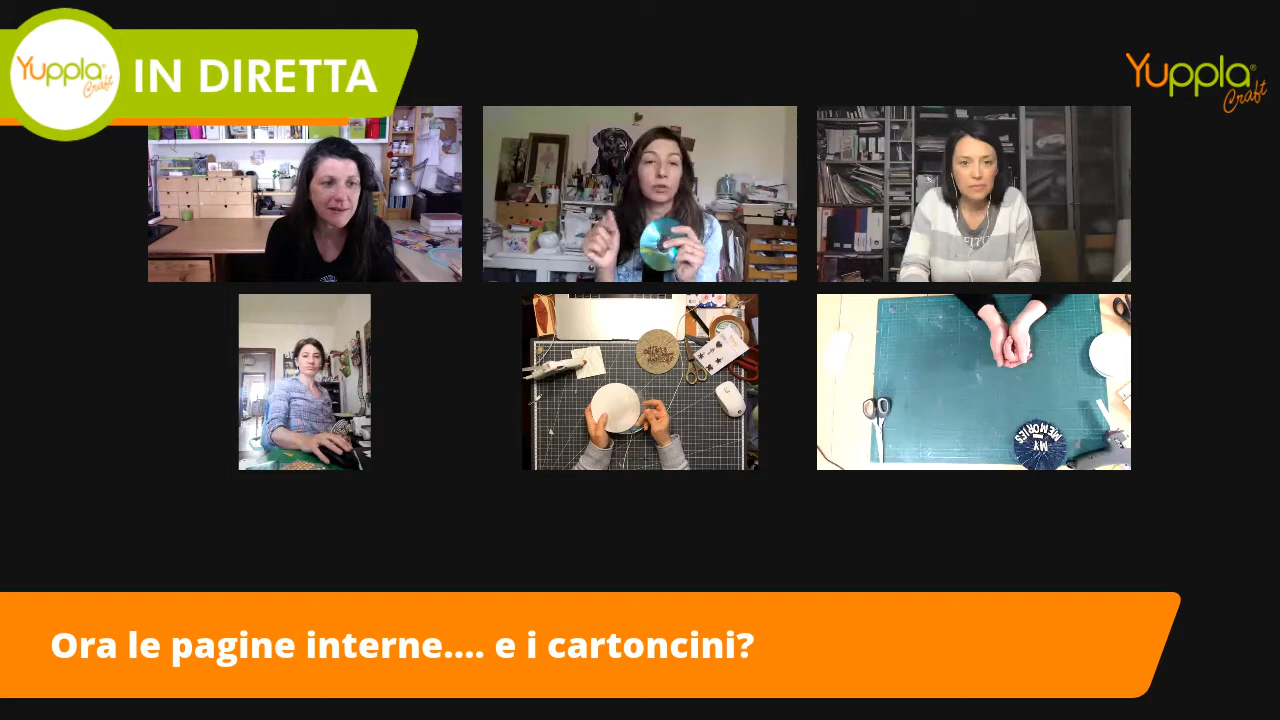 Yuppla Craft
IN DIRETTA
Yuppla® Craft
MY
MEMORIES
Ora le pagine interne.... e i cartoncini?